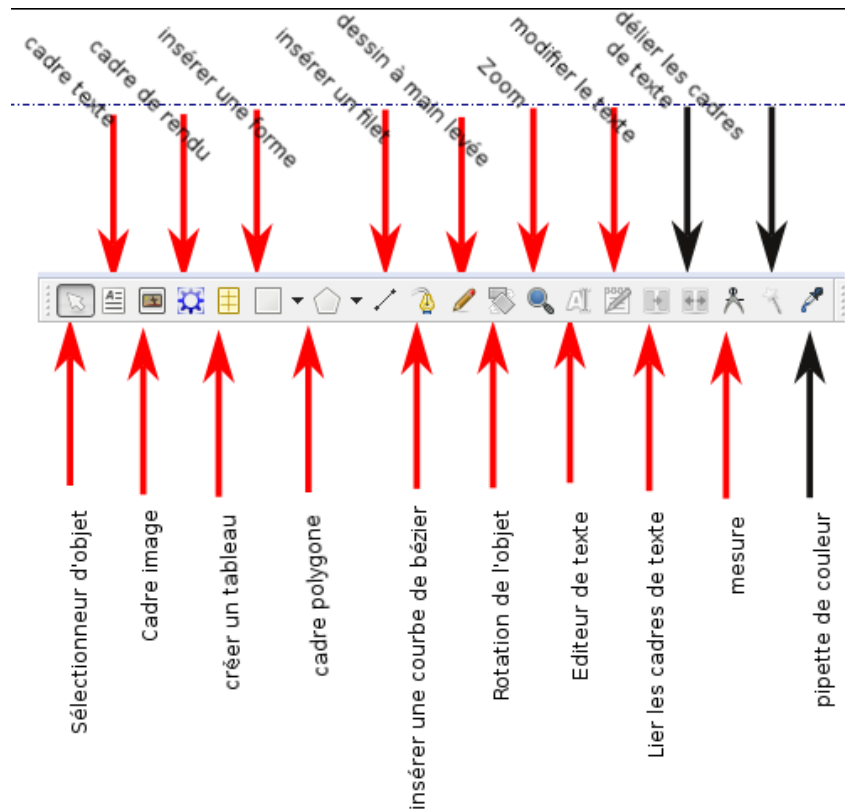 cadre texte
cadre de rendu
insérer une forme
insérer un filet
dessin à main levée
Zoom
modifier le texte
délier les cadres
de texte
Sélectionneur d'objet
Cadre image
créer un tableau
cadre polygone
insérer une courbe de bézier
Rotation de l'objet
Editeur de texte
Lier les cadres de texte
mesure
pipette de couleur